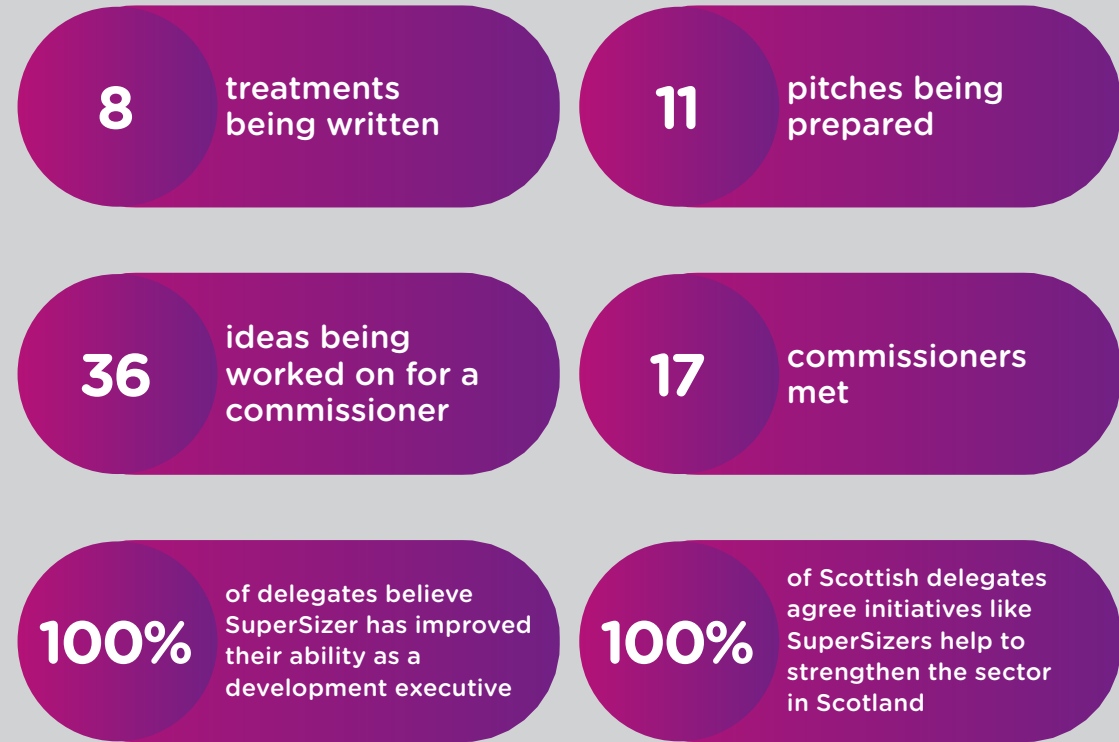 8
treatments
being written
11
pitches being
prepared
36
ideas being
worked on for a
commissioner
17
commissioners
met
100%
of delegates believe
SuperSizer has improved
their ability as a
development executive
100%
of Scottish delegates
agree initiatives like
SuperSizers help to
strengthen the sector
in Scotland